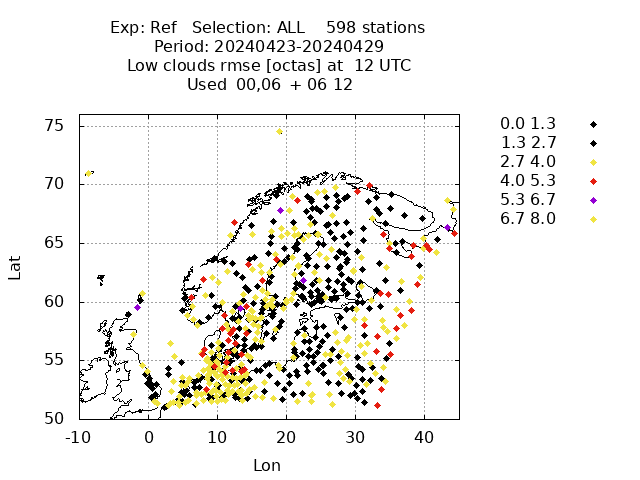 Exp: Ref   Selection: ALL    598 stations
Period: 20240423-20240429
Low clouds rmse [octas] at  12 UTC
Used  00,06  + 06 12
75
70
65
60
55
50
Lat
-10 0 10 20 30 40
Lon
0.0 1.3
1.3 2.7
2.7 4.0
4.0 5.3
5.3 6.7
6.7 8.0